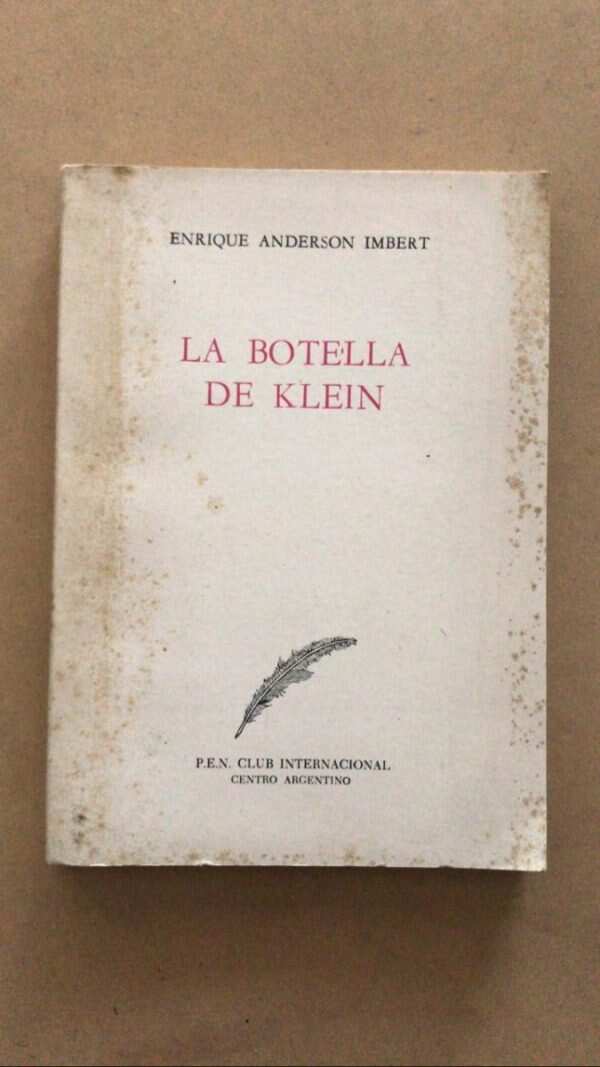 ENRIQUE ANDERSON IMBERT
LA BOTELLA
DE KLEIN
P.E.N. CLUB INTERNACIONAL
CENTRO ARGENTINO